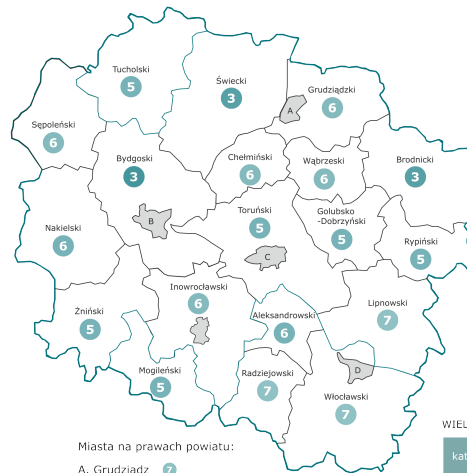 Tucholski
5
Świecki
3
Grudziądzki
6
A
Sępoleński
6
Bydgoski
3
Chełmiński
6
Wąbrzeski
6
Brodnicki
3
B
Toruński
5
Golubsko
-Dobrzyński
5
Nakielski
6
C
Rypiński
5
Inowrocławski
6
Aleksandrowski
6
Lipnowski
7
Żniński
5
Mogileński
5
Radziejowski
7
D
Włocławski
7
Miasta na prawach powiatu:
A. Grudziądz 7
WIEL
kat